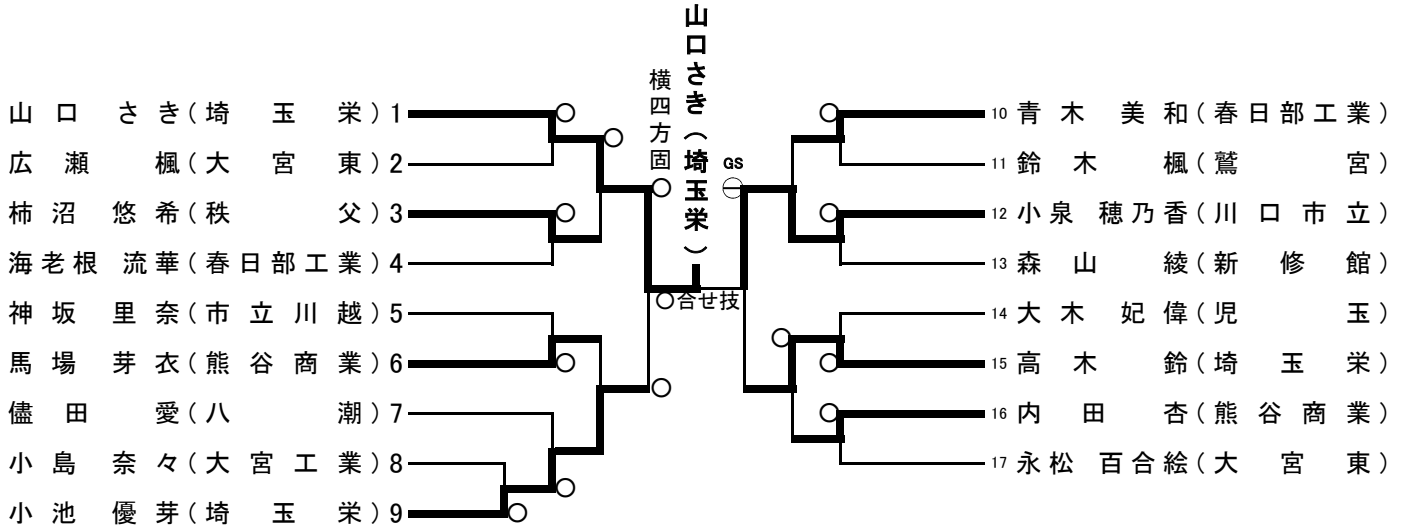 山口さき（埼玉栄）
横四方固
GS
合せ技
山口 さき（埼玉栄）1
広瀬 楓（大宮東）2
柿沼 悠希（秩父）3
海老根 流華（春日部工業）4
神坂 里奈（市立川越）5
馬場 芽衣（熊谷商業）6
儘田 愛（八潮）7
小島 奈々（大宮工業）8
小池 優芽（埼玉栄）9
10 青木 美和（春日部工業）
11 鈴木 楓（鷲宮）
12 小泉 穂乃香（川口市立）
13 森山 綾（新修館）
14 大木 妃偉（児玉）
15 高木 鈴（埼玉栄）
16 内田 杏（熊谷商業）
17 永松 百合絵（大宮東）